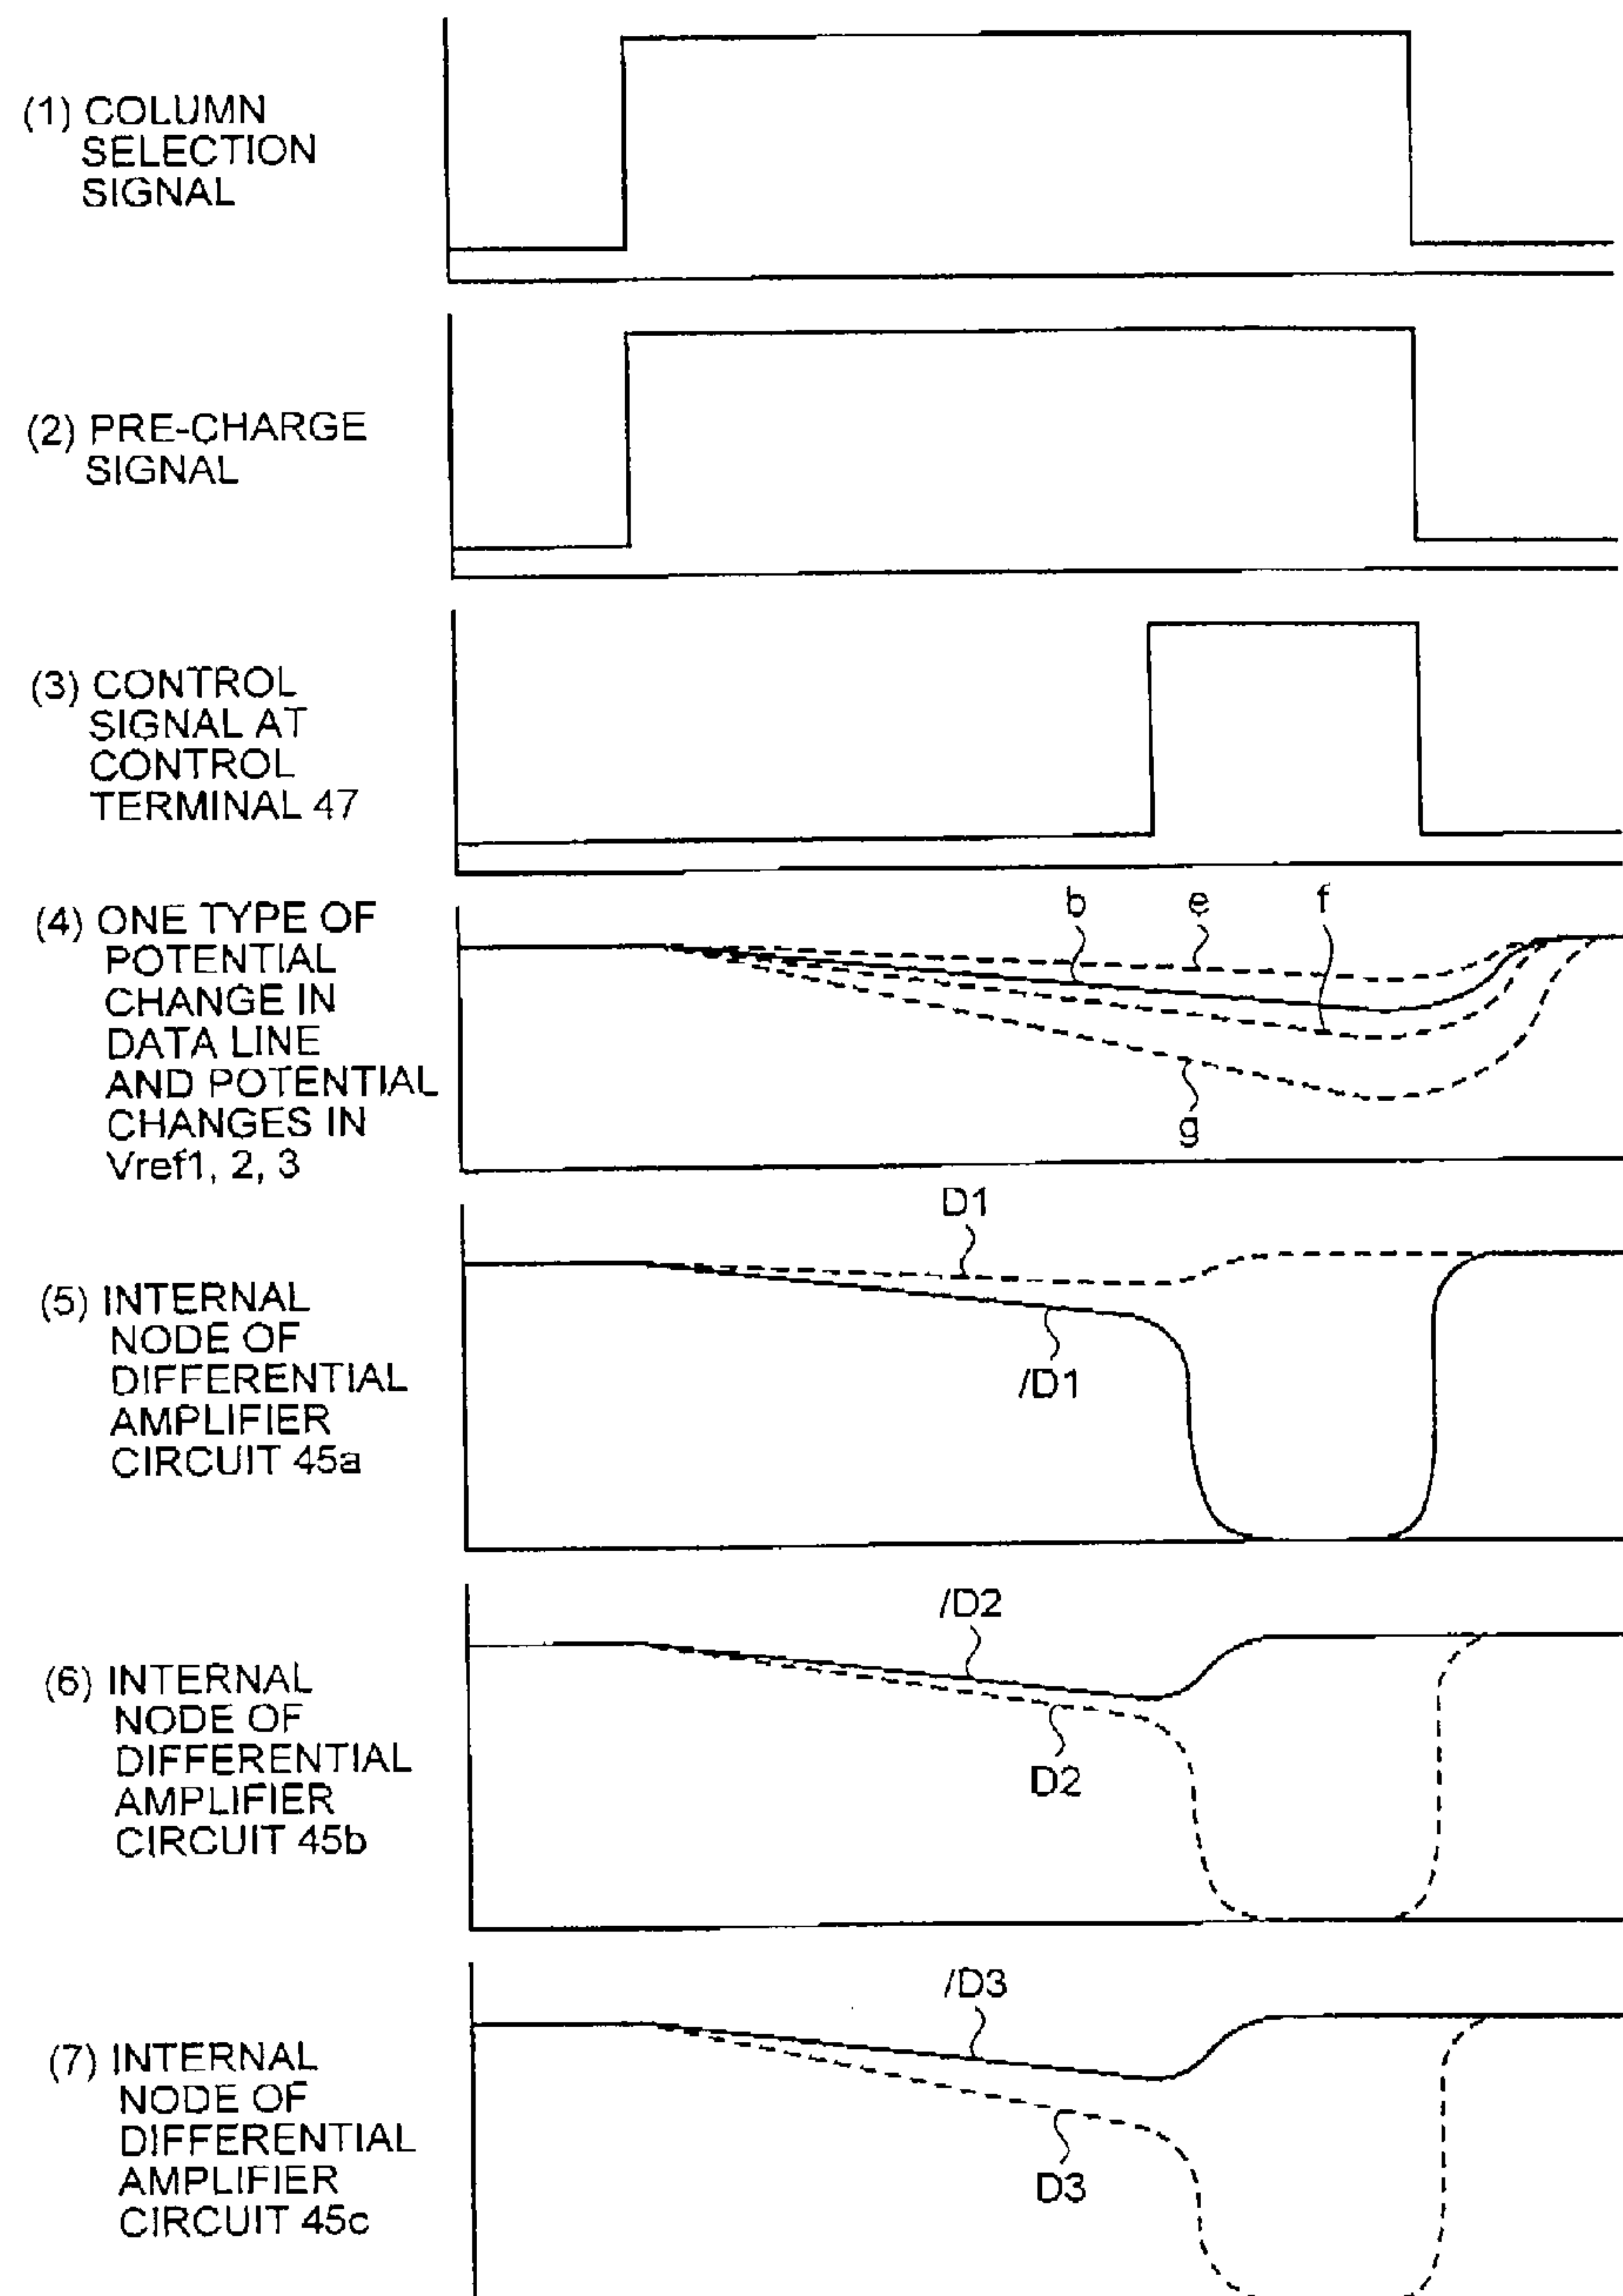 (1) COLUMN
SELECTION
SIGNAL
(2) PRE-CHARGE
SIGNAL
(3) CONTROL
SIGNAL AT
CONTROL
TERMINAL 47
(4) ONE TYPE OF
POTENTIAL
CHANGE IN
DATA LINE
AND POTENTIAL
CHANGES IN
Vref1, 2, 3
b
e
f
g
(5) INTERNAL
NODE OF
DIFFERENTIAL
AMPLIFIER
CIRCUIT 45a
D1
/D1
(6) INTERNAL
NODE OF
DIFFERENTIAL
AMPLIFIER
CIRCUIT 45b
/D2
D2
(7) INTERNAL
NODE OF
DIFFERENTIAL
AMPLIFIER
CIRCUIT 45c
/D3
D3